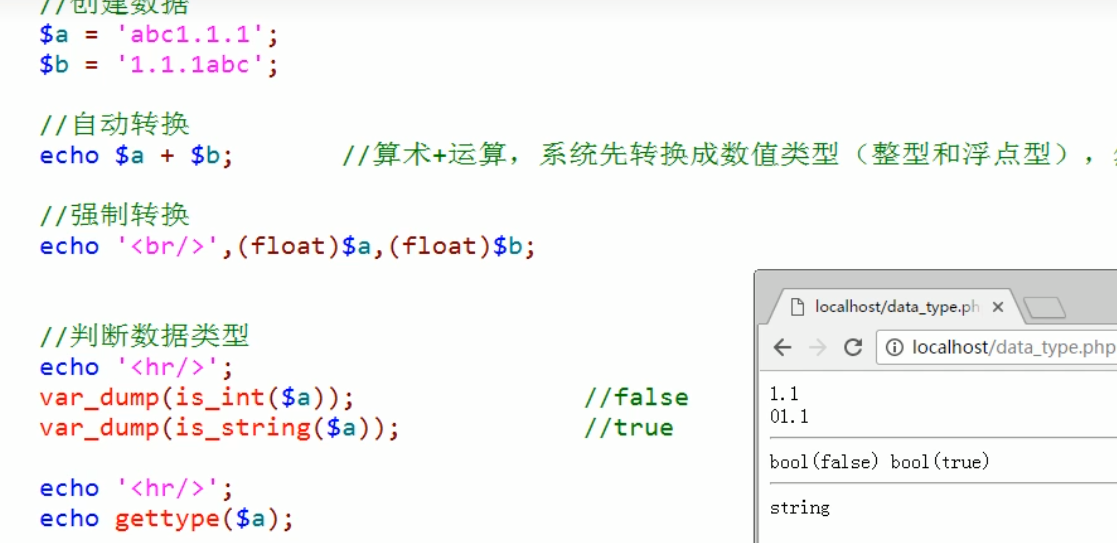 //创建数据
$a = 'abc1.1.1';
$b = '1.1.1abc';
//自动转换
echo $a + $b; //算术+运算，系统先转换成数值类型（整型和浮点型），
//强制转换
echo '<br/>',(float)$a,(float)$b;
//判断数据类型
echo '<hr/>';
var_dump(is_int($a)); //false
var_dump(is_string($a)); //true
echo '<hr/>';
echo gettype($a);
localhost/data_type.ph
localhost/data_type.php
1.1
01.1
bool(false) bool(true)
string